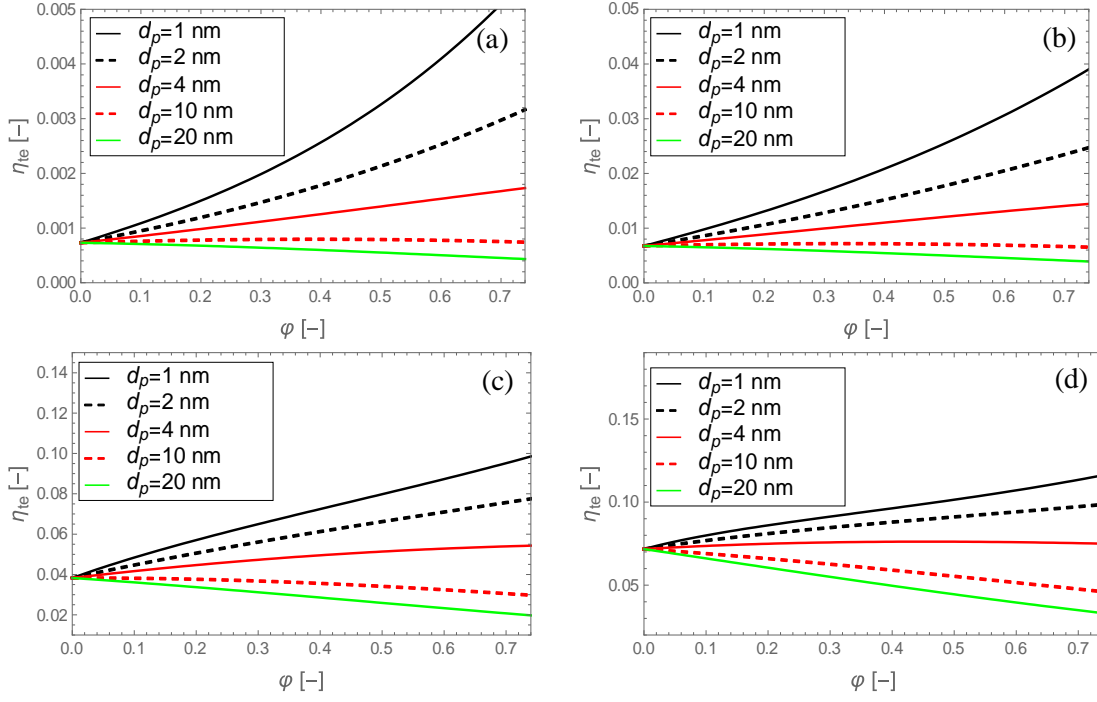 (a)
0.005
0.004
0.003
0.002
0.001
0.000
η_te [–]
d_p=1 nm
d_p=2 nm
d_p=4 nm
d_p=10 nm
d_p=20 nm
0.0 0.1 0.2 0.3 0.4 0.5 0.6 0.7
φ [–]
(b)
0.05
0.04
0.03
0.02
0.01
0.00
η_te [–]
d_p=1 nm
d_p=2 nm
d_p=4 nm
d_p=10 nm
d_p=20 nm
0.0 0.1 0.2 0.3 0.4 0.5 0.6 0.7
φ [–]
(c)
0.14
0.12
0.10
0.08
0.06
0.04
0.02
η_te [–]
d_p=1 nm
d_p=2 nm
d_p=4 nm
d_p=10 nm
d_p=20 nm
0.0 0.1 0.2 0.3 0.4 0.5 0.6 0.7
φ [–]
(d)
0.15
0.10
0.05
η_te [–]
d_p=1 nm
d_p=2 nm
d_p=4 nm
d_p=10 nm
d_p=20 nm
0.0 0.1 0.2 0.3 0.4 0.5 0.6 0.7
φ [–]